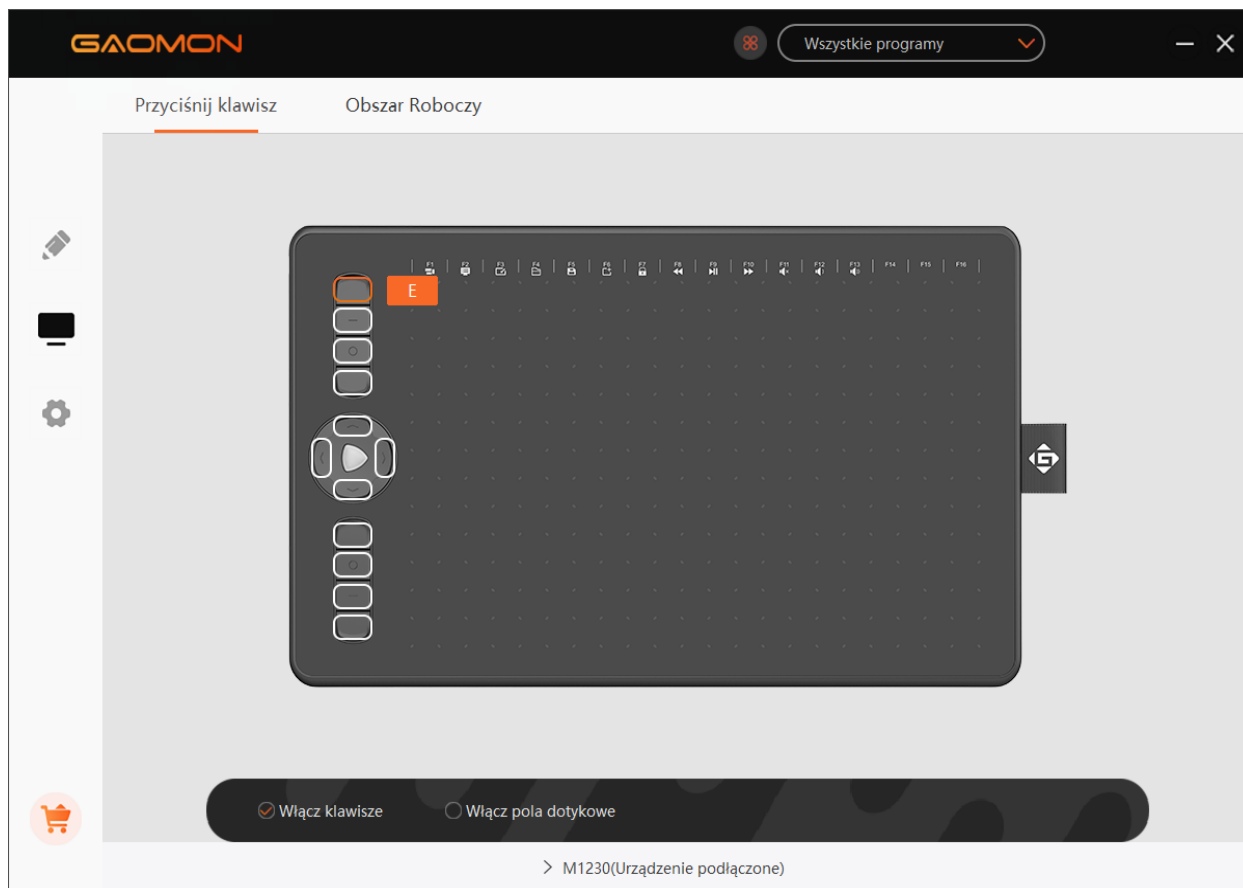 GAOMON
Wszystkie programy
Przyciśnij klawisz
Obszar Roboczy
F1 F2 F3 F4 F5 F6 F7 F8 F9 F10 F11 F12 F13 F14 F15 F16
E
Włącz klawisze
Włącz pola dotykowe
M1230(Urządzenie podłączone)